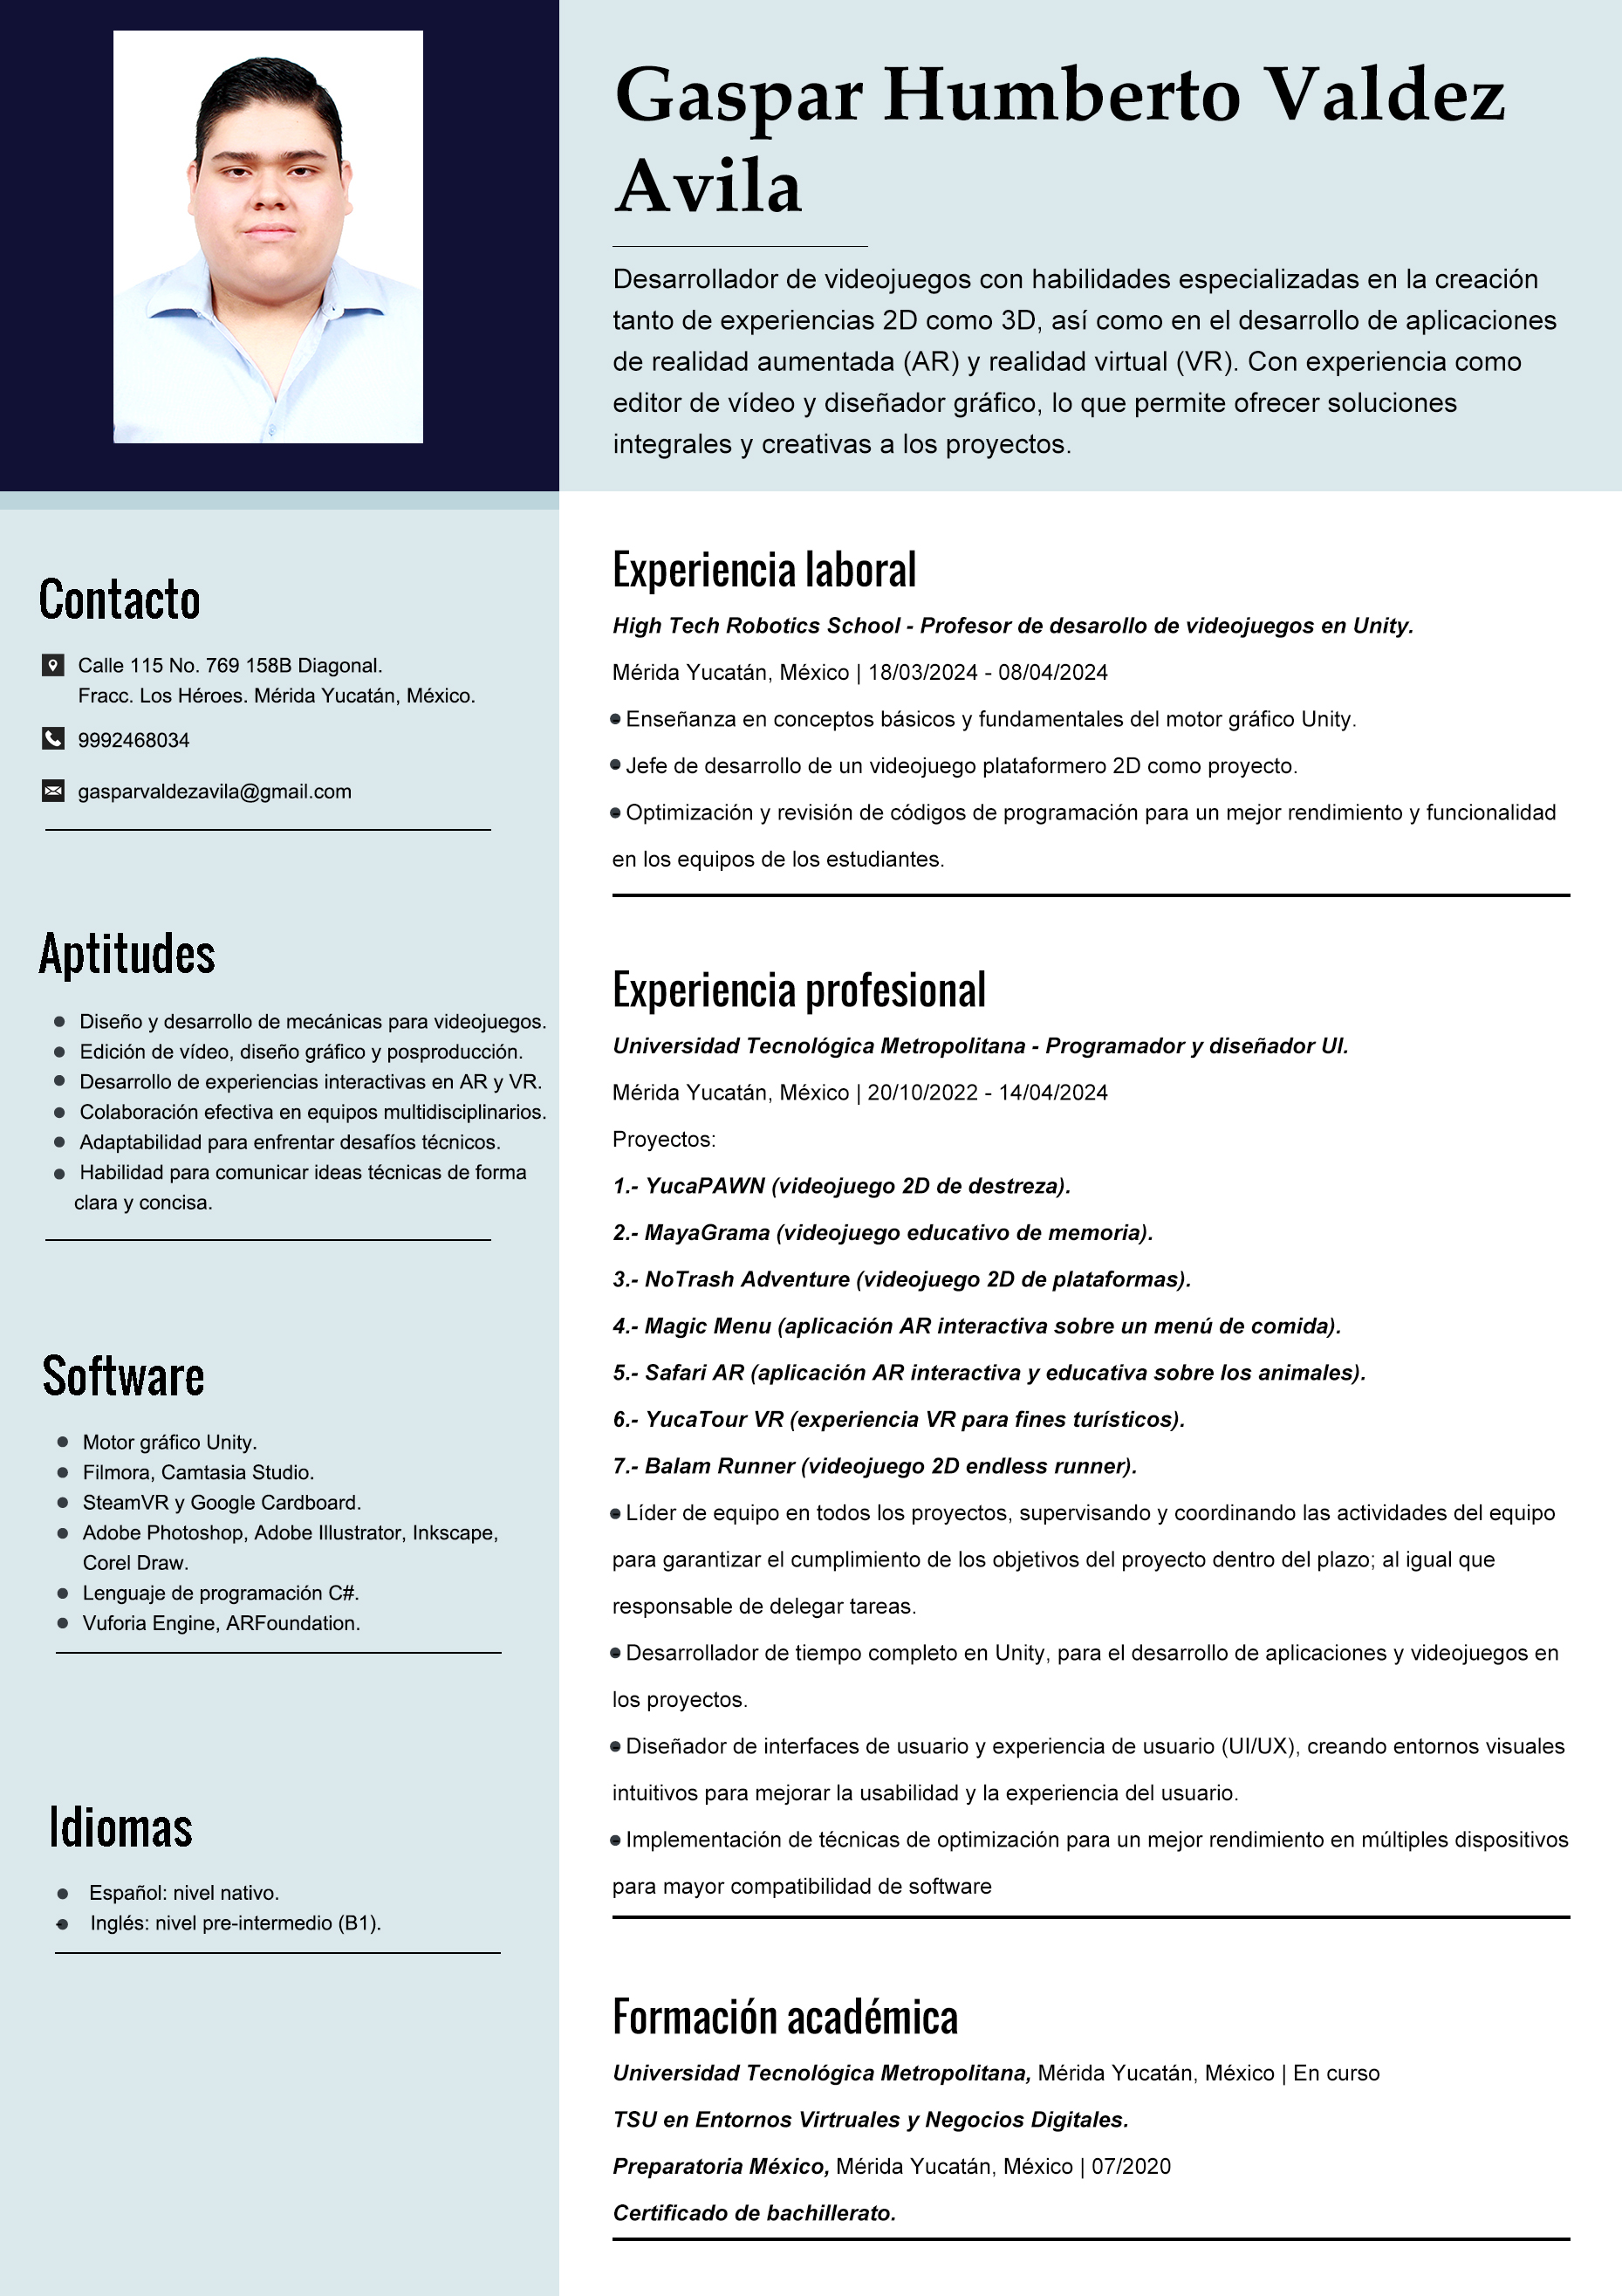 Gaspar Humberto Valdez
Avila
Desarrollador de videojuegos con habilidades especializadas en la creación
tanto de experiencias 2D como 3D, así como en el desarrollo de aplicaciones
de realidad aumentada (AR) y realidad virtual (VR). Con experiencia como
editor de vídeo y diseñador gráfico, lo que permite ofrecer soluciones
integrales y creativas a los proyectos.
Contacto
Calle 115 No. 769 158B Diagonal.
Fracc. Los Héroes. Mérida Yucatán, México.
9992468034
gasparvaldezavila@gmail.com
Aptitudes
Diseño y desarrollo de mecánicas para videojuegos.
Edición de vídeo, diseño gráfico y posproducción.
Desarrollo de experiencias interactivas en AR y VR.
Colaboración efectiva en equipos multidisciplinarios.
Adaptabilidad para enfrentar desafíos técnicos.
Habilidad para comunicar ideas técnicas de forma
clara y concisa.
Software
Motor gráfico Unity.
Filmora, Camtasia Studio.
SteamVR y Google Cardboard.
Adobe Photoshop, Adobe Illustrator, Inkscape,
Corel Draw.
Lenguaje de programación C#.
Vuforia Engine, ARFoundation.
Idiomas
Español: nivel nativo.
Inglés: nivel pre-intermedio (B1).
Experiencia laboral
High Tech Robotics School - Profesor de desarollo de videojuegos en Unity.
Mérida Yucatán, México | 18/03/2024 - 08/04/2024
Enseñanza en conceptos básicos y fundamentales del motor gráfico Unity.
Jefe de desarrollo de un videojuego plataformero 2D como proyecto.
Optimización y revisión de códigos de programación para un mejor rendimiento y funcionalidad
en los equipos de los estudiantes.
Experiencia profesional
Universidad Tecnológica Metropolitana - Programador y diseñador UI.
Mérida Yucatán, México | 20/10/2022 - 14/04/2024
Proyectos:
1.- YucaPAWN (videojuego 2D de destreza).
2.- MayaGrama (videojuego educativo de memoria).
3.- NoTrash Adventure (videojuego 2D de plataformas).
4.- Magic Menu (aplicación AR interactiva sobre un menú de comida).
5.- Safari AR (aplicación AR interactiva y educativa sobre los animales).
6.- YucaTour VR (experiencia VR para fines turísticos).
7.- Balam Runner (videojuego 2D endless runner).
Líder de equipo en todos los proyectos, supervisando y coordinando las actividades del equipo
para garantizar el cumplimiento de los objetivos del proyecto dentro del plazo; al igual que
responsable de delegar tareas.
Desarrollador de tiempo completo en Unity, para el desarrollo de aplicaciones y videojuegos en
los proyectos.
Diseñador de interfaces de usuario y experiencia de usuario (UI/UX), creando entornos visuales
intuitivos para mejorar la usabilidad y la experiencia del usuario.
Implementación de técnicas de optimización para un mejor rendimiento en múltiples dispositivos
para mayor compatibilidad de software
Formación académica
Universidad Tecnológica Metropolitana, Mérida Yucatán, México | En curso
TSU en Entornos Virtruales y Negocios Digitales.
Preparatoria México, Mérida Yucatán, México | 07/2020
Certificado de bachillerato.